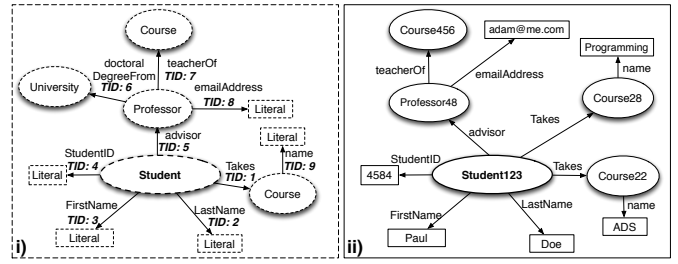 Course
doctoral
DegreeFrom
TID: 6
teacherOf
TID: 7
emailAddress
TID: 8
University
Professor
Literal
advisor
TID: 5
Literal
StudentID
TID: 4
name
TID: 9
Literal
Student
Takes
TID: 1
Course
FirstName
TID: 3
LastName
TID: 2
Literal
Literal
i)
Course456
adam@me.com
Programming
teacherOf
emailAddress
name
Professor48
Course28
Takes
advisor
StudentID
4584
Student123
Takes
Course22
FirstName
LastName
name
Paul
Doe
ADS
ii)